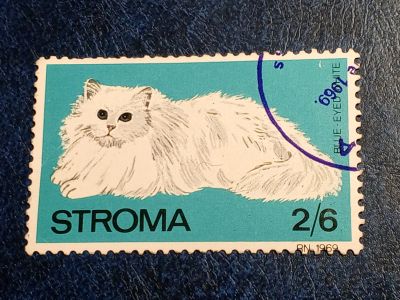 BLUE-EYED WHITE
1969
STROMA 2/6
RN 1969